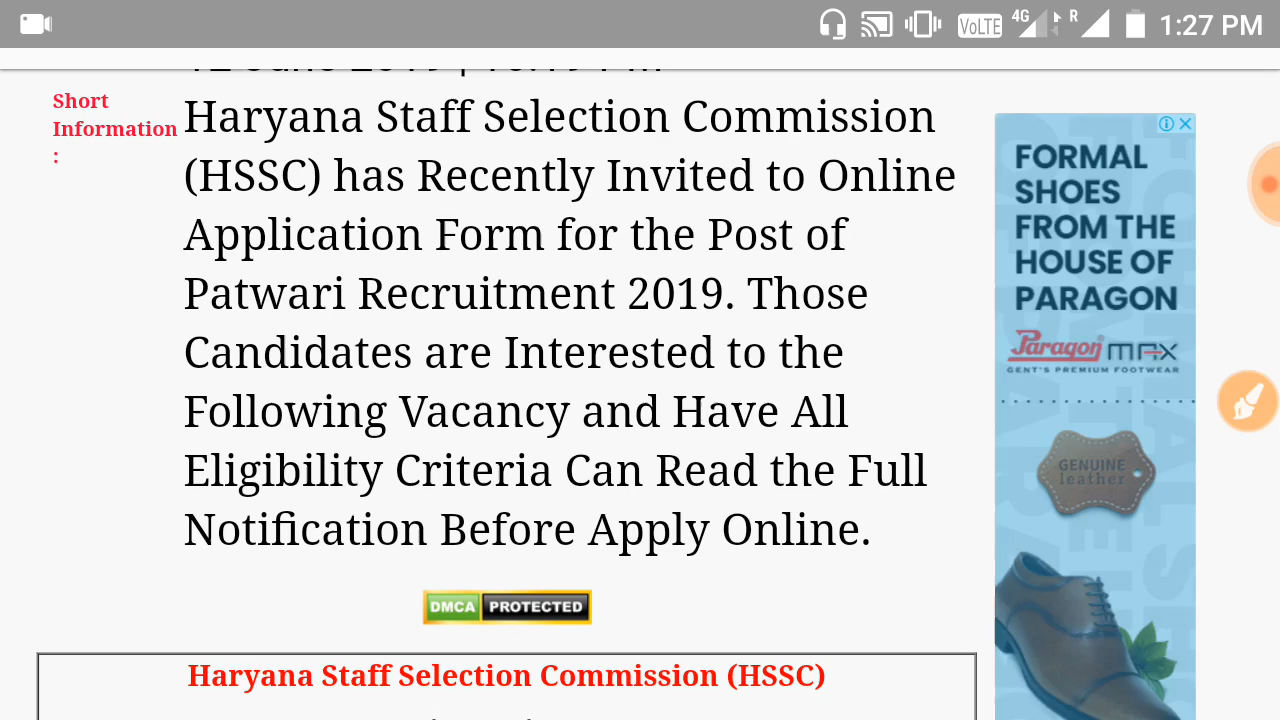 VoLTE 4G R 1:27 PM
Short
Information
:
Haryana Staff Selection Commission
(HSSC) has Recently Invited to Online
Application Form for the Post of
Patwari Recruitment 2019. Those
Candidates are Interested to the
Following Vacancy and Have All
Eligibility Criteria Can Read the Full
Notification Before Apply Online.
DMCA PROTECTED
Haryana Staff Selection Commission (HSSC)
FORMAL
SHOES
FROM THE
HOUSE OF
PARAGON
Paragon MAX
GENT'S PREMIUM FOOTWEAR
GENUINE
leather